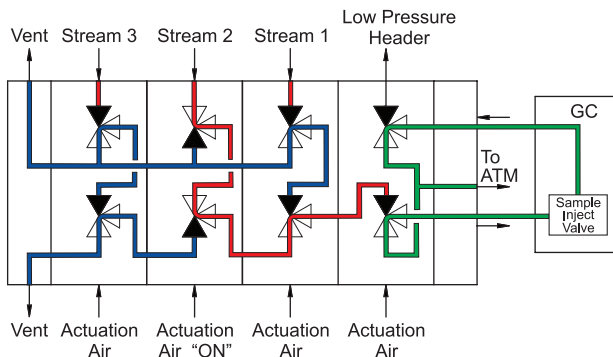 Vent
Stream 3
Stream 2
Stream 1
Low Pressure
Header
GC
To
ATM
Sample
Inject
Valve
Vent
Actuation
Air
Actuation
Air "ON"
Actuation
Air
Actuation
Air